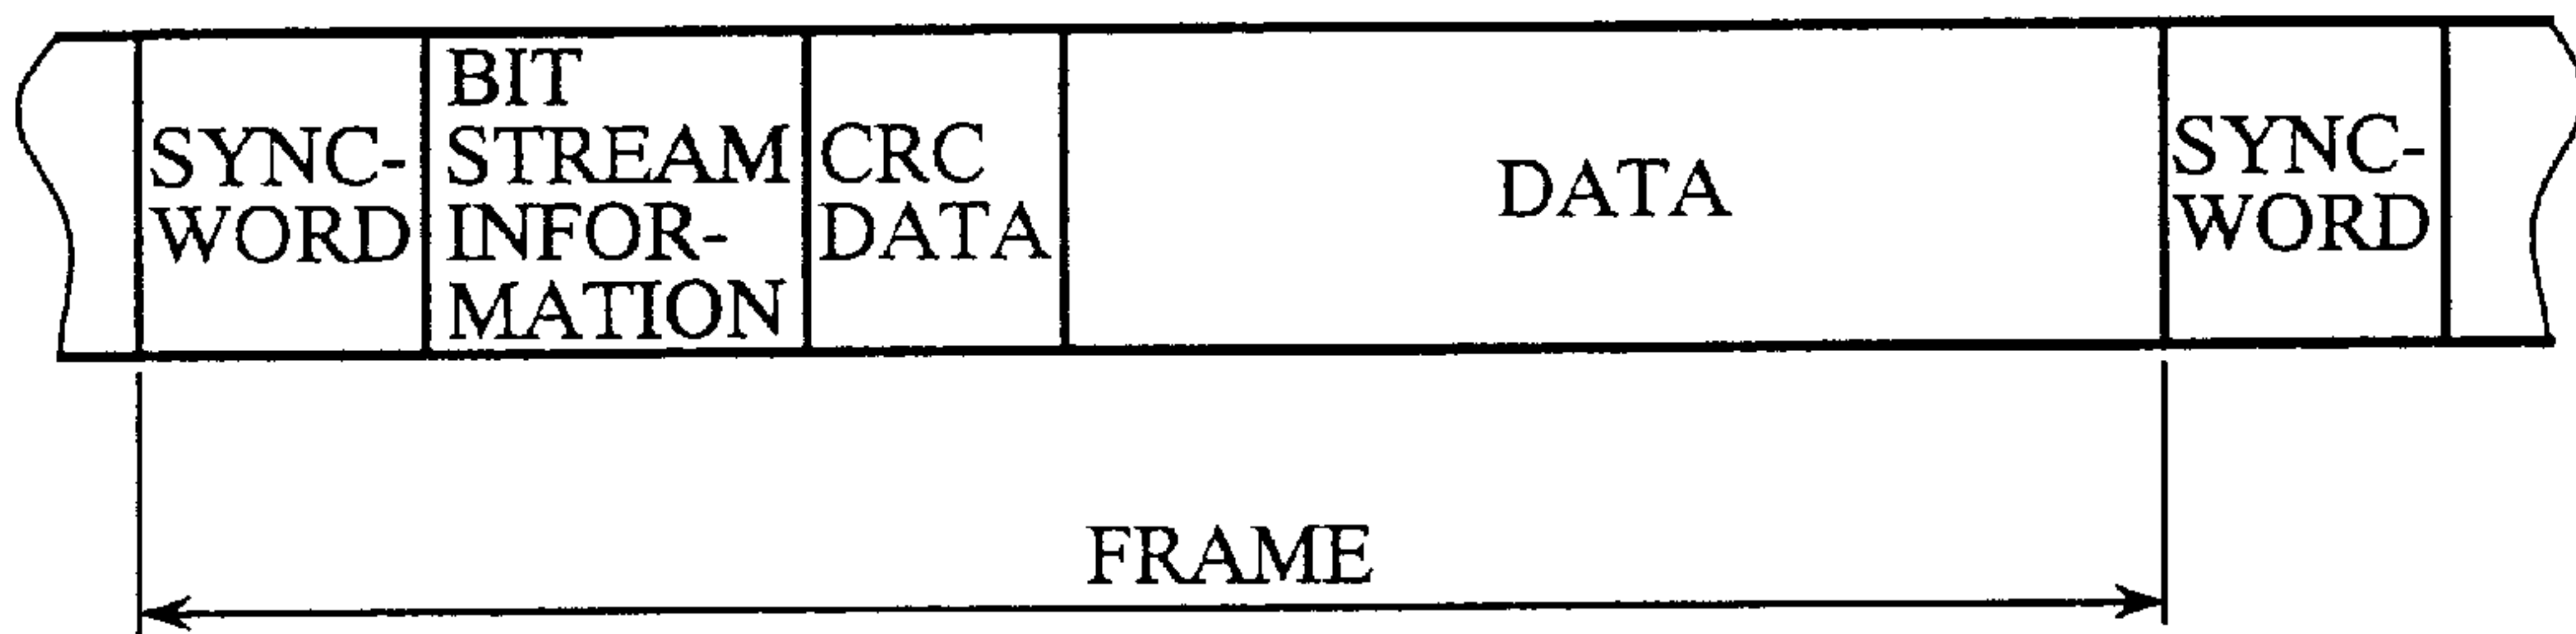 SYNC-
WORD
BIT
STREAM
INFOR-
MATION
CRC
DATA
DATA
SYNC-
WORD
FRAME